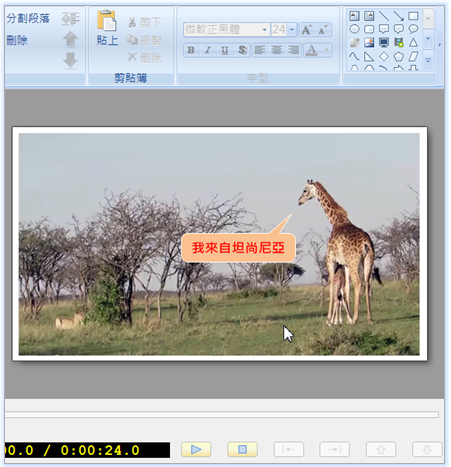 分割段落
刪除
貼上
剪下
複製
刪除
剪貼簿
微軟正黑體
24
A A
B I U S A
字型
我來自坦尚尼亞
00.0 / 0:00:24.0